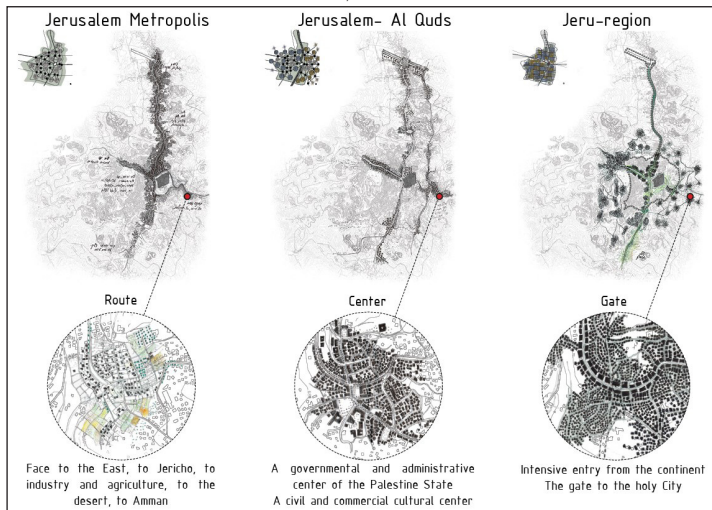 Jerusalem Metropolis
Jerusalem- Al Quds
Jeru-region
Route
Center
Gate
Face to the East, to Jericho, to
industry and agriculture, to the
desert, to Amman
A governmental and administrative
center of the Palestine State
A civil and commercial cultural center
Intensive entry from the continent
The gate to the holy City